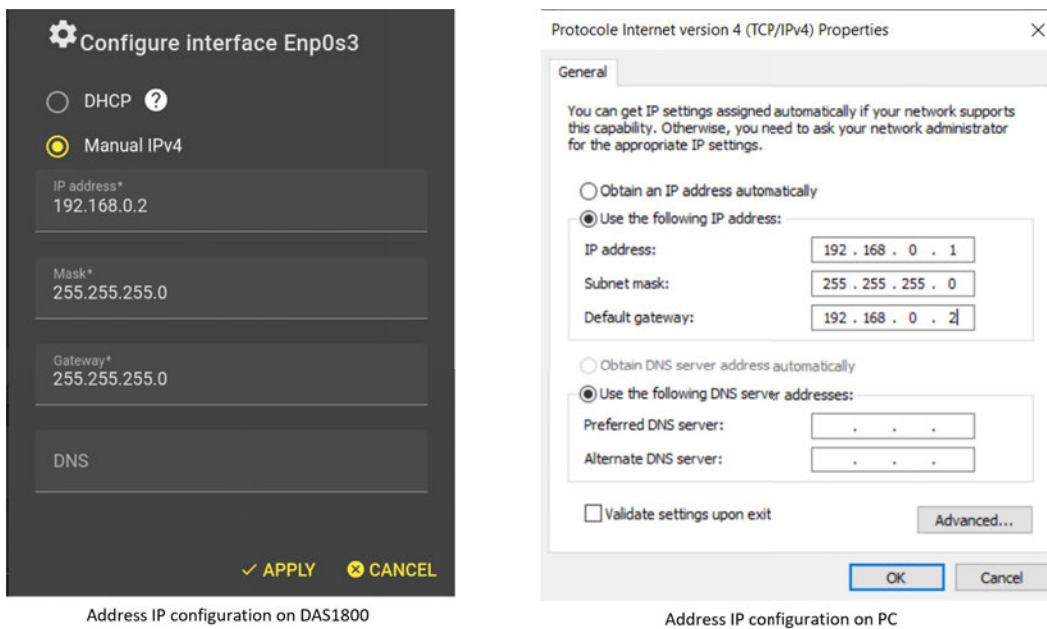 Configure interface Enp0s3
DHCP ?
Manual IPv4
IP address*
192.168.0.2
Mask*
255.255.255.0
Gateway*
255.255.255.0
DNS
APPLY CANCEL
Address IP configuration on DAS1800
Protocole Internet version 4 (TCP/IPv4) Properties
General
You can get IP settings assigned automatically if your network supports
this capability. Otherwise, you need to ask your network administrator
for the appropriate IP settings.
Obtain an IP address automatically
Use the following IP address:
IP address: 192 . 168 . 0 . 1
Subnet mask: 255 . 255 . 255 . 0
Default gateway: 192 . 168 . 0 . 2
Obtain DNS server address automatically
Use the following DNS server addresses:
Preferred DNS server: . . .
Alternate DNS server: . . .
Validate settings upon exit
Advanced...
OK Cancel
Address IP configuration on PC